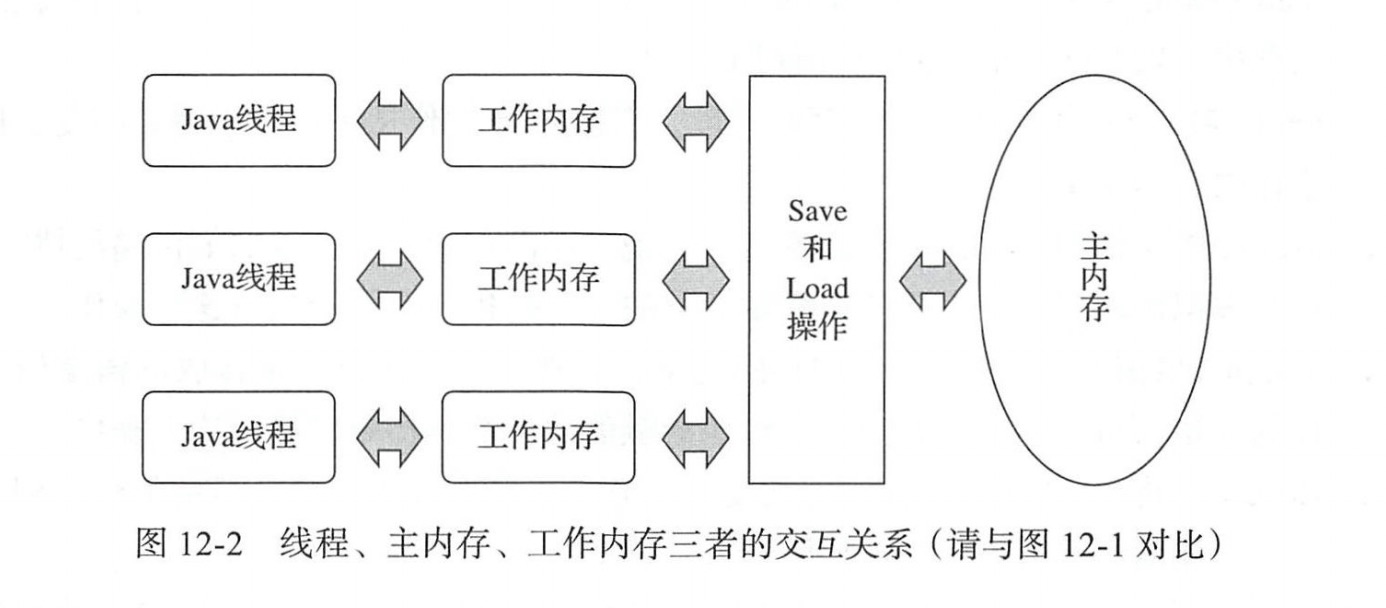 Java线程
工作内存
Java线程
工作内存
Java线程
工作内存
Save
和
Load
操作
主内存
图 12-2 线程、主内存、工作内存三者的交互关系（请与图 12-1 对比）